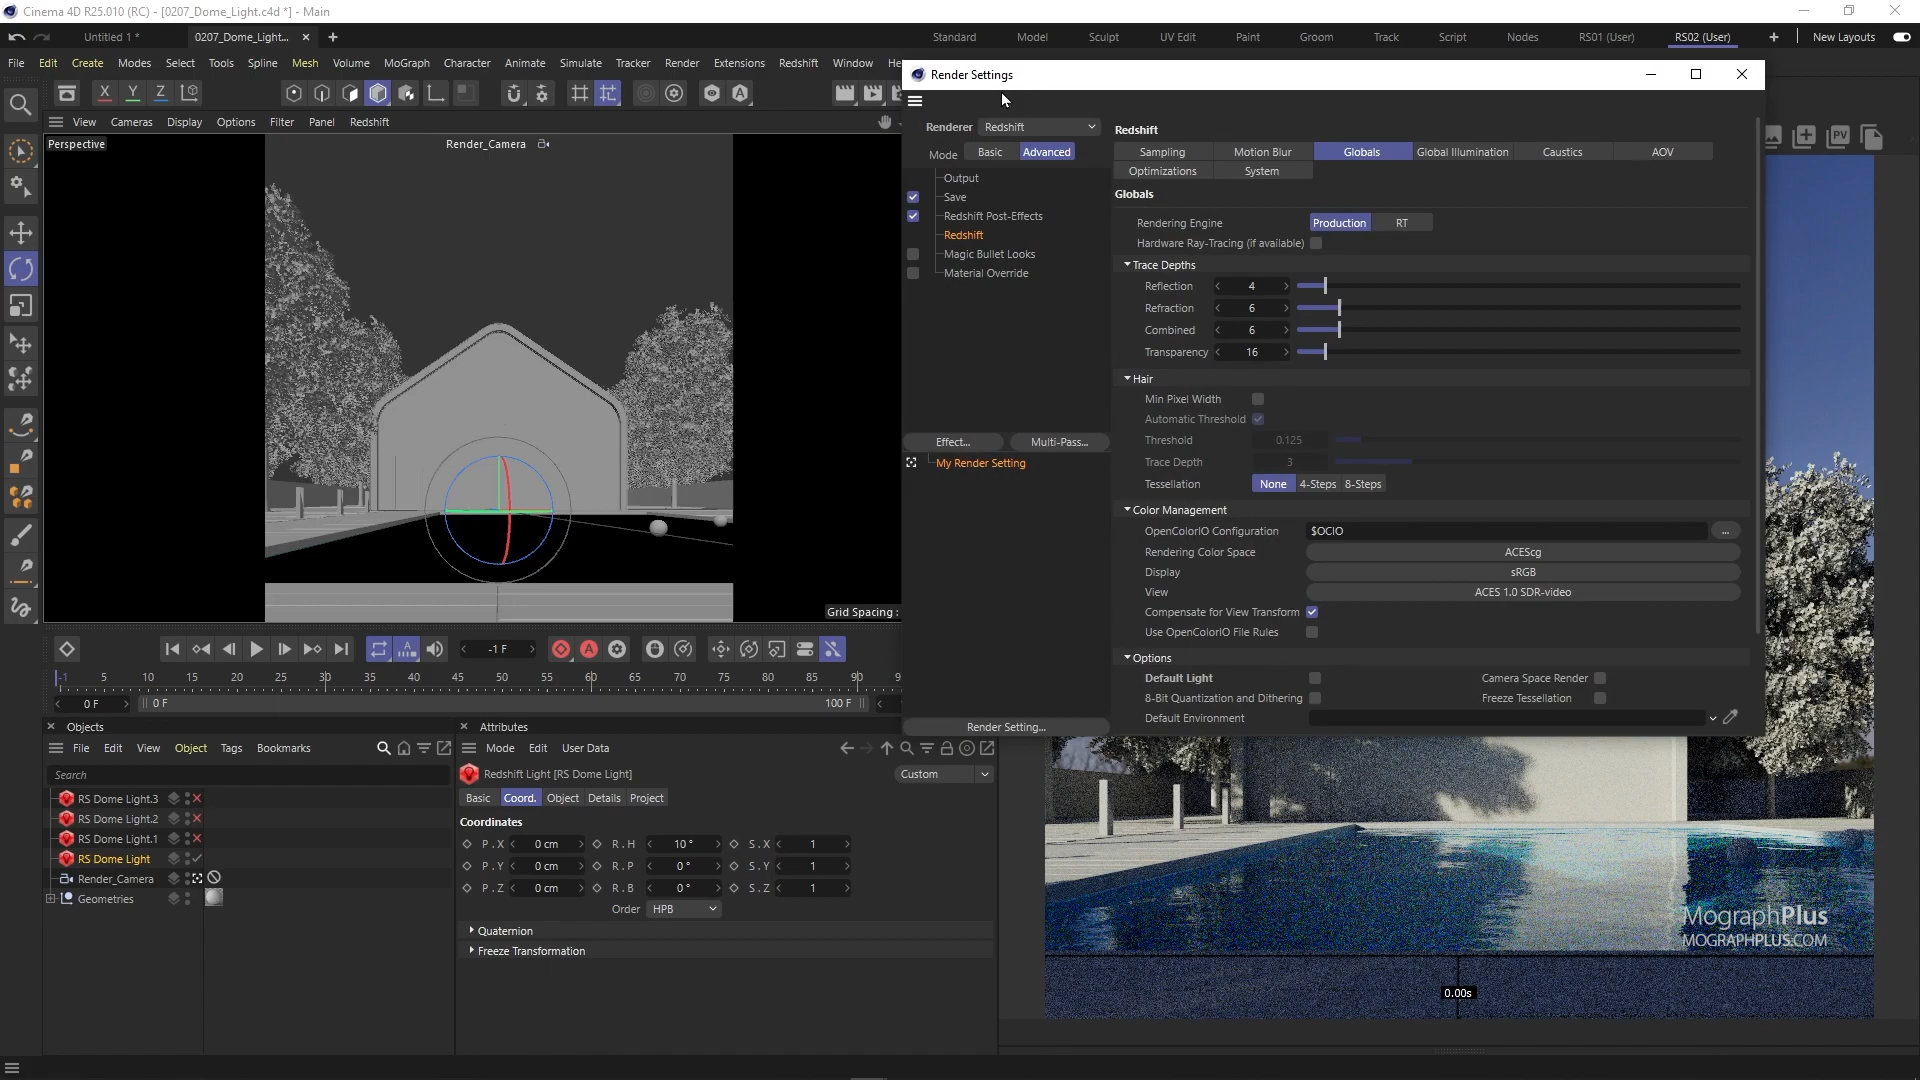 Cinema 4D R25.010 (RC) - [0207_Dome_Light.c4d *] - Main
Untitled 1 *
0207_Dome_Light...
Standard
Model
Sculpt
UV Edit
Paint
Groom
Track
Script
Nodes
RS01 (User)
RS02 (User)
New Layouts
File Edit Create Modes Select Tools Spline Mesh Volume MoGraph Character Animate Simulate Tracker Render Extensions Redshift Window He
Render Settings
X Y Z
View Cameras Display Options Filter Panel Redshift
Perspective
Render_Camera
Renderer Redshift
Mode Basic Advanced
Output
Save
Redshift Post-Effects
Redshift
Magic Bullet Looks
Material Override
Effect... Multi-Pass...
My Render Setting
Render Setting...
Redshift
Sampling Motion Blur Globals Global Illumination Caustics AOV
Optimizations System
Globals
Rendering Engine Production RT
Hardware Ray-Tracing (if available)
Trace Depths
Reflection 4
Refraction 6
Combined 6
Transparency 16
Hair
Min Pixel Width
Automatic Threshold
Threshold 0.125
Trace Depth 3
Tessellation None 4-Steps 8-Steps
Color Management
OpenColorIO Configuration $OCIO ...
Rendering Color Space ACEScg
Display sRGB
View ACES 1.0 SDR-video
Compensate for View Transform
Use OpenColorIO File Rules
Options
Default Light Camera Space Render
8-Bit Quantization and Dithering Freeze Tessellation
Default Environment
PV
Grid Spacing :
-1 F
-1 5 10 15 20 25 30 35 40 45 50 55 60 65 70 75 80 85 90 9
0 F 0 F 100 F
Objects
File Edit View Object Tags Bookmarks
Search
RS Dome Light.3
RS Dome Light.2
RS Dome Light.1
RS Dome Light
Render_Camera
Geometries
Attributes
Mode Edit User Data
Redshift Light [RS Dome Light]
Custom
Basic Coord. Object Details Project
Coordinates
P . X 0 cm R . H 10 ° S . X 1
P . Y 0 cm R . P 0 ° S . Y 1
P . Z 0 cm R . B 0 ° S . Z 1
Order HPB
Quaternion
Freeze Transformation
MographPlus
MOGRAPHPLUS.COM
0.00s